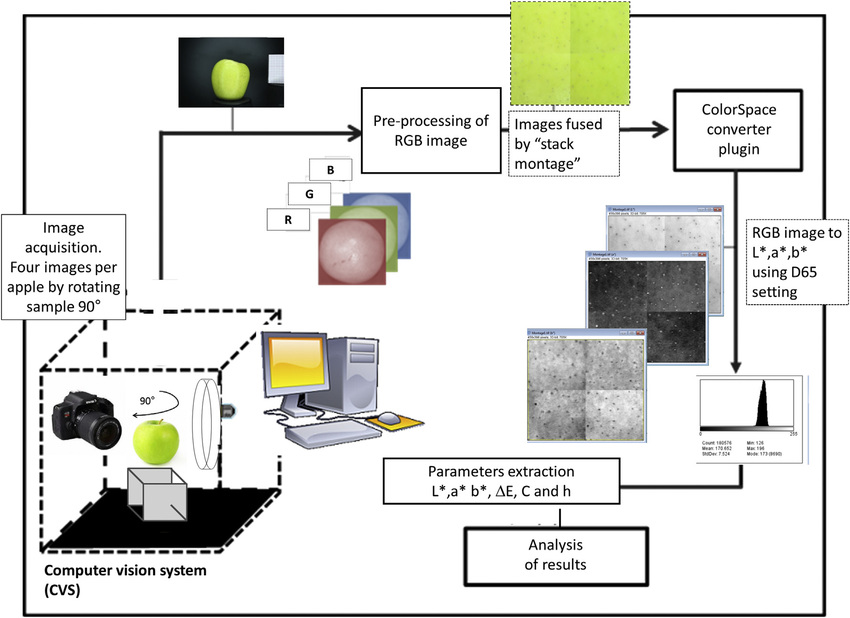 Image
acquisition.
Four images per
apple by rotating
sample 90°
Pre-processing of
RGB image
Images fused
by “stack
montage”
ColorSpace
converter
plugin
B
G
R
RGB image to
L*,a*,b*
using D65
setting
90°
0
255
Count: 160576
Min: 126
Mean: 170.652
Max: 196
StdDev: 7.524
Mode: 173 (9690)
Parameters extraction
L*,a* b*, ΔE, C and h
Analysis
of results
Computer vision system
(CVS)